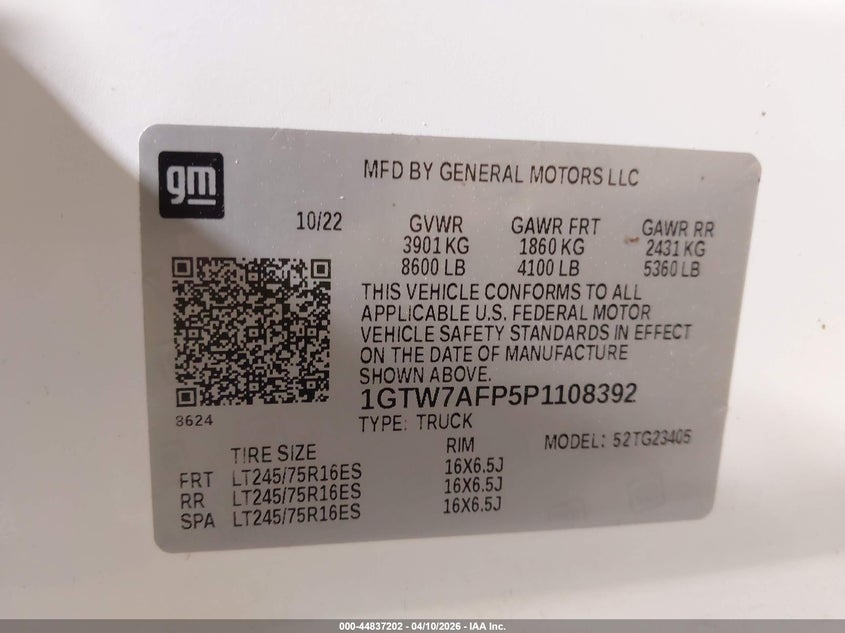 gm
MFD BY GENERAL MOTORS LLC
10/22 GVWR GAWR FRT GAWR RR
3901 KG 1860 KG 2431 KG
8600 LB 4100 LB 5360 LB
THIS VEHICLE CONFORMS TO ALL
APPLICABLE U.S. FEDERAL MOTOR
VEHICLE SAFETY STANDARDS IN EFFECT
ON THE DATE OF MANUFACTURE
SHOWN ABOVE.
1GTW7AFP5P1108392
3624
TYPE: TRUCK MODEL: 52TG23405
TIRE SIZE RIM
FRT LT245/75R16ES 16X6.5J
RR LT245/75R16ES 16X6.5J
SPA LT245/75R16ES 16X6.5J
000-44837202 - 04/10/2026 - IAA Inc.